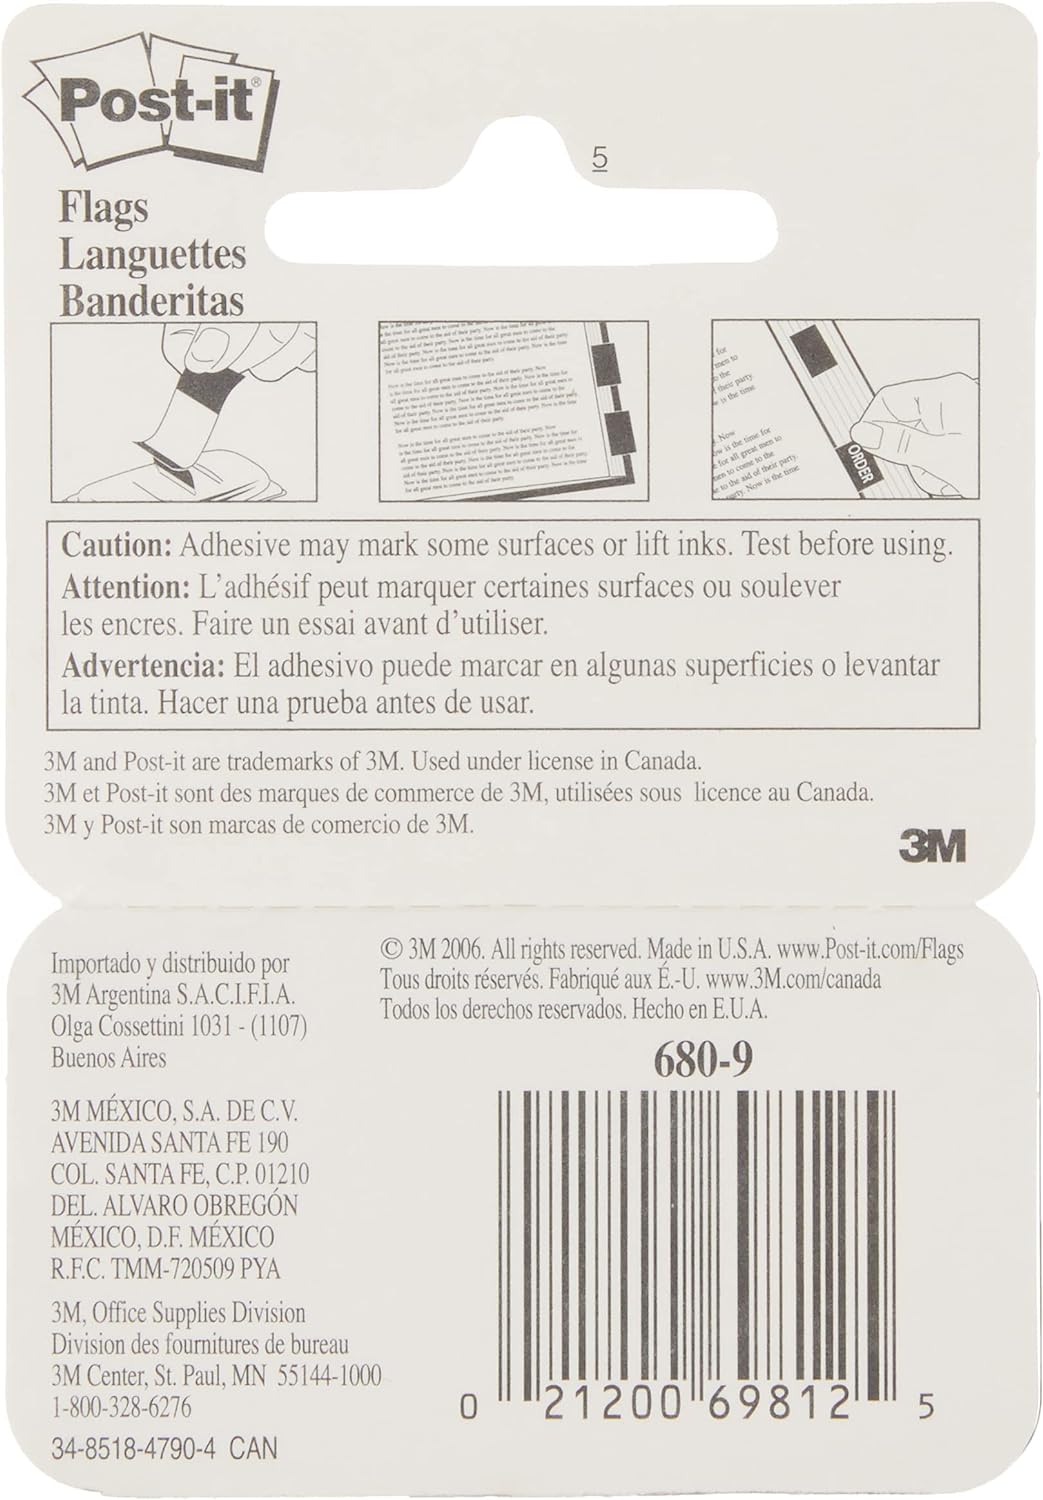 Post-it®
5
Flags
Languettes
Banderitas
ORDER
Caution: Adhesive may mark some surfaces or lift inks. Test before using.
Attention: L'adhésif peut marquer certaines surfaces ou soulever
les encres. Faire un essai avant d'utiliser.
Advertencia: El adhesivo puede marcar en algunas superficies o levantar
la tinta. Hacer una prueba antes de usar.
3M and Post-it are trademarks of 3M. Used under license in Canada.
3M et Post-it sont des marques de commerce de 3M, utilisées sous licence au Canada.
3M y Post-it son marcas de comercio de 3M.
3M
Importado y distribuido por
3M Argentina S.A.C.I.F.I.A.
Olga Cossettini 1031 - (1107)
Buenos Aires
3M MÉXICO, S.A. DE C.V.
AVENIDA SANTA FE 190
COL. SANTA FE, C.P. 01210
DEL. ALVARO OBREGÓN
MÉXICO, D.F. MÉXICO
R.F.C. TMM-720509 PYA
3M, Office Supplies Division
Division des fournitures de bureau
3M Center, St. Paul, MN 55144-1000
1-800-328-6276
34-8518-4790-4 CAN
© 3M 2006. All rights reserved. Made in U.S.A. www.Post-it.com/Flags
Tous droits réservés. Fabriqué aux É.-U. www.3M.com/canada
Todos los derechos reservados. Hecho en E.U.A.
680-9
0 21200 69812 5